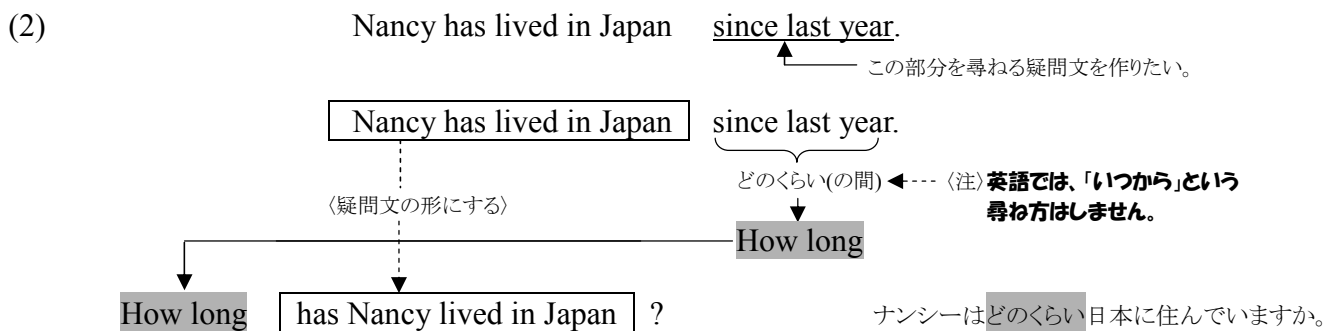 (2) Nancy has lived in Japan since last year.
この部分を尋ねる疑問文を作りたい。
Nancy has lived in Japan since last year.
どのくらい(の間) 〈注〉英語では、「いつから」という
尋ね方はしません。
〈疑問文の形にする〉
How long
How long has Nancy lived in Japan ? ナンシーはどのくらい日本に住んでいますか。